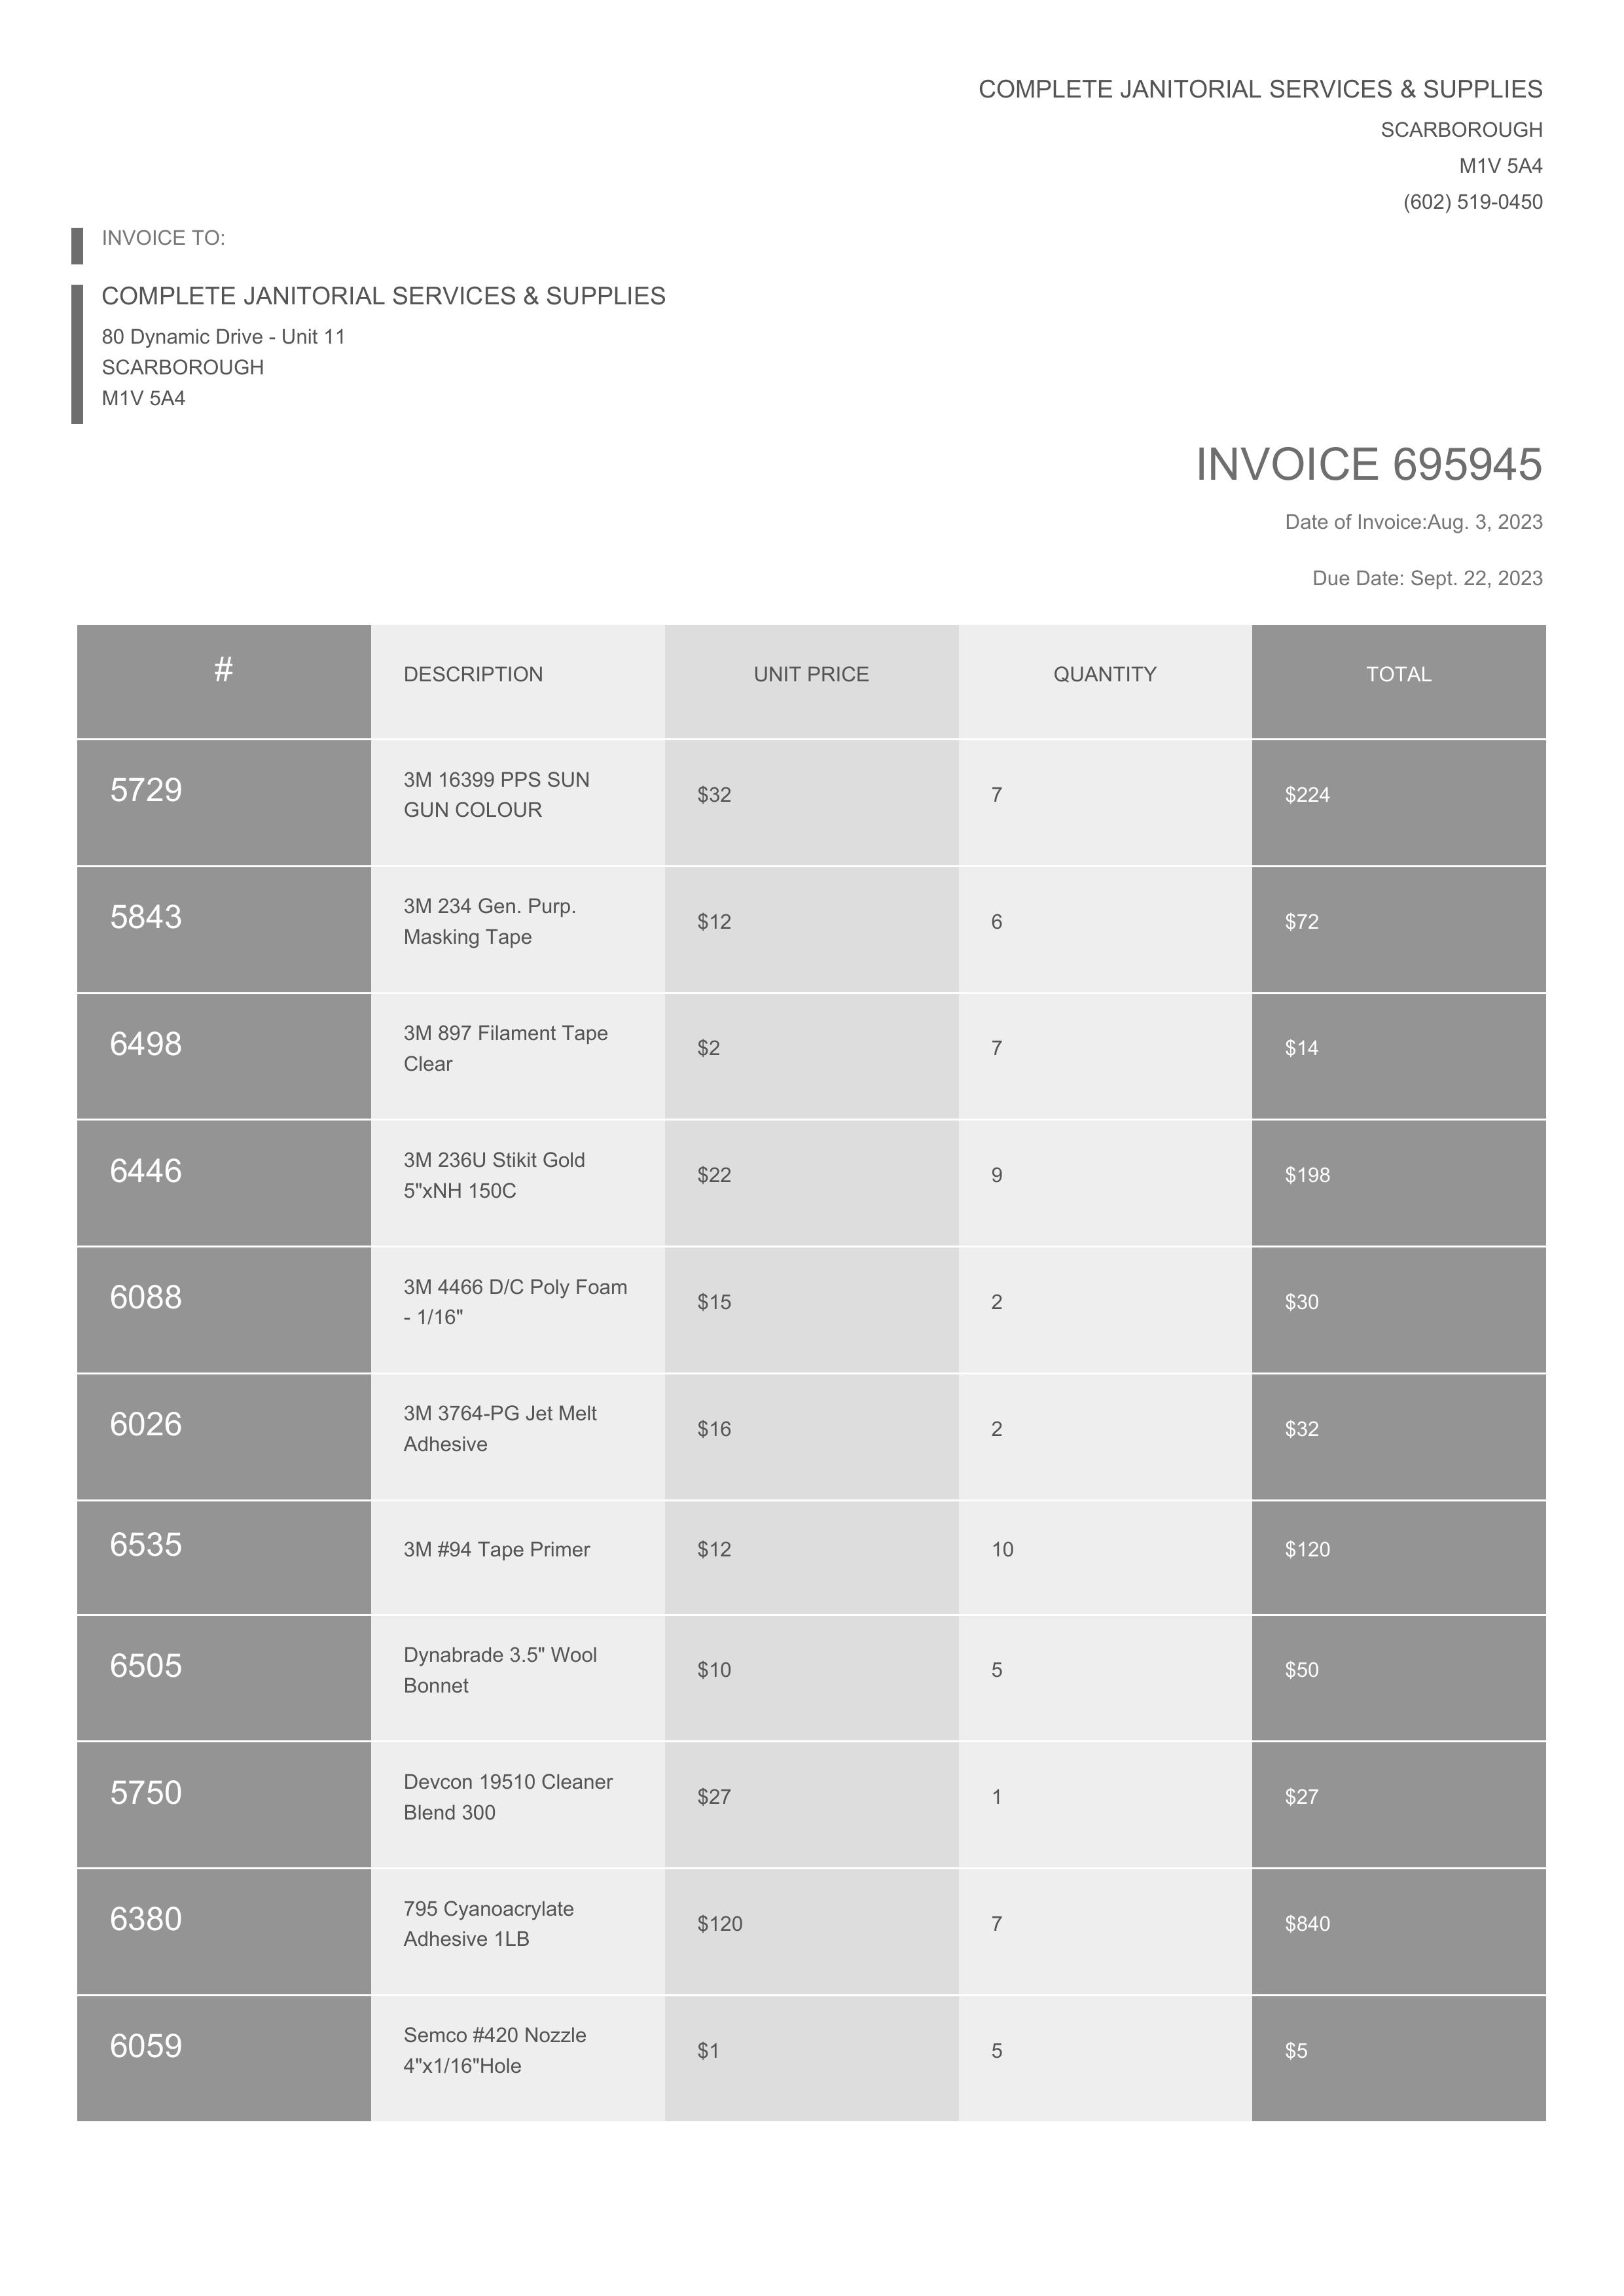 COMPLETE JANITORIAL SERVICES & SUPPLIES
SCARBOROUGH
M1V 5A4
(602) 519-0450
INVOICE TO:
COMPLETE JANITORIAL SERVICES & SUPPLIES
80 Dynamic Drive - Unit 11
SCARBOROUGH
M1V 5A4
INVOICE 695945
Date of Invoice:Aug. 3, 2023
Due Date: Sept. 22, 2023
# DESCRIPTION UNIT PRICE QUANTITY TOTAL
5729 3M 16399 PPS SUN $32 7 $224
GUN COLOUR
5843 3M 234 Gen. Purp. $12 6 $72
Masking Tape
6498 3M 897 Filament Tape $2 7 $14
Clear
6446 3M 236U Stikit Gold $22 9 $198
5"xNH 150C
6088 3M 4466 D/C Poly Foam $15 2 $30
- 1/16"
6026 3M 3764-PG Jet Melt $16 2 $32
Adhesive
6535 3M #94 Tape Primer $12 10 $120
6505 Dynabrade 3.5" Wool $10 5 $50
Bonnet
5750 Devcon 19510 Cleaner $27 1 $27
Blend 300
6380 795 Cyanoacrylate $120 7 $840
Adhesive 1LB
6059 Semco #420 Nozzle $1 5 $5
4"x1/16"Hole